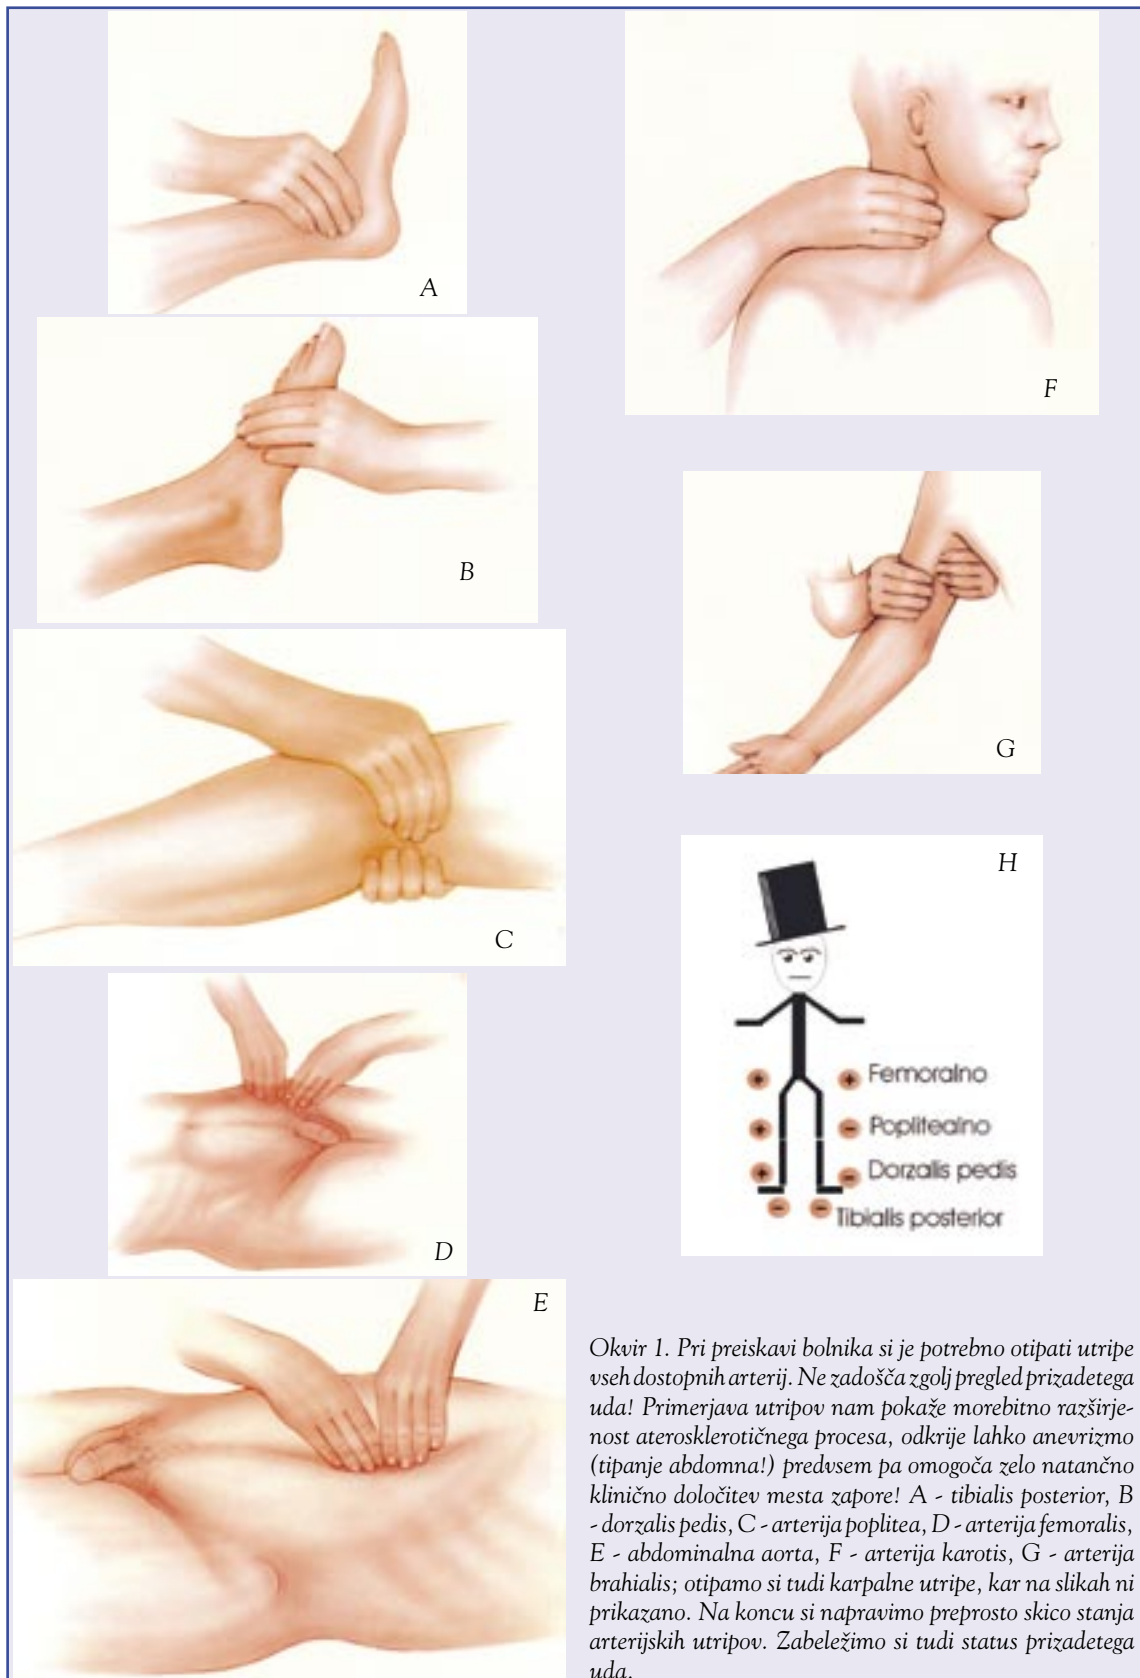 A
B
C
D
E
F
G
H
Femoralno
Poplitealno
Dorzalis pedis
Tibialis posterior
Okvir 1. Pri preiskavi bolnika si je potrebno otipati utripe
vseh dostopnih arterij. Ne zadošča zgolj pregled prizadetega
uda! Primerjava utripov nam pokaže morebitno razširje-
nost aterosklerotičnega procesa, odkrije lahko anevrizmo
(tipanje abdomna!) predvsem pa omogoča zelo natančno
klinično določitev mesta zapore! A - tibialis posterior, B
- dorzalis pedis, C - arterija poplitea, D - arterija femoralis,
E - abdominalna aorta, F - arterija karotis, G - arterija
brahialis; otipamo si tudi karpalne utripe, kar na slikah ni
prikazano. Na koncu si napravimo preprosto skico stanja
arterijskih utripov. Zabeležimo si tudi status prizadetega
uda.